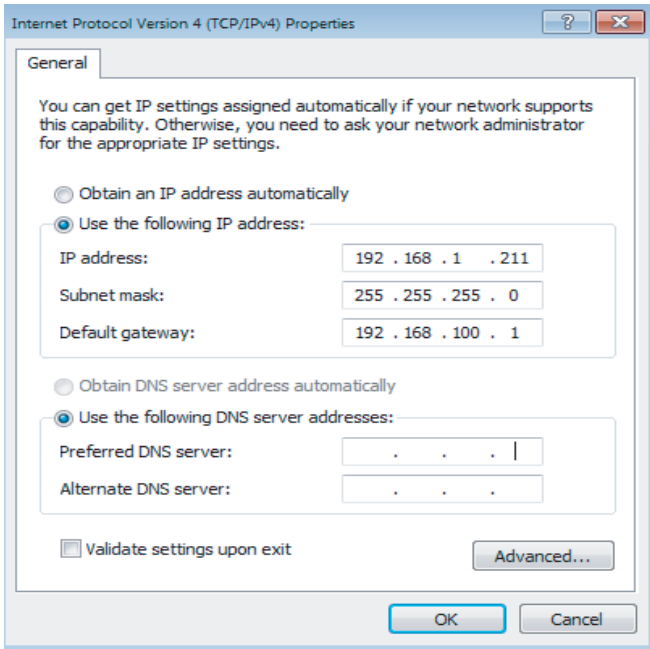 Internet Protocol Version 4 (TCP/IPv4) Properties
?
X
General
You can get IP settings assigned automatically if your network supports
this capability. Otherwise, you need to ask your network administrator
for the appropriate IP settings.
Obtain an IP address automatically
Use the following IP address:
IP address: 192 . 168 . 1 . 211
Subnet mask: 255 . 255 . 255 . 0
Default gateway: 192 . 168 . 100 . 1
Obtain DNS server address automatically
Use the following DNS server addresses:
Preferred DNS server: . . .
Alternate DNS server: . . .
Validate settings upon exit
Advanced...
OK Cancel